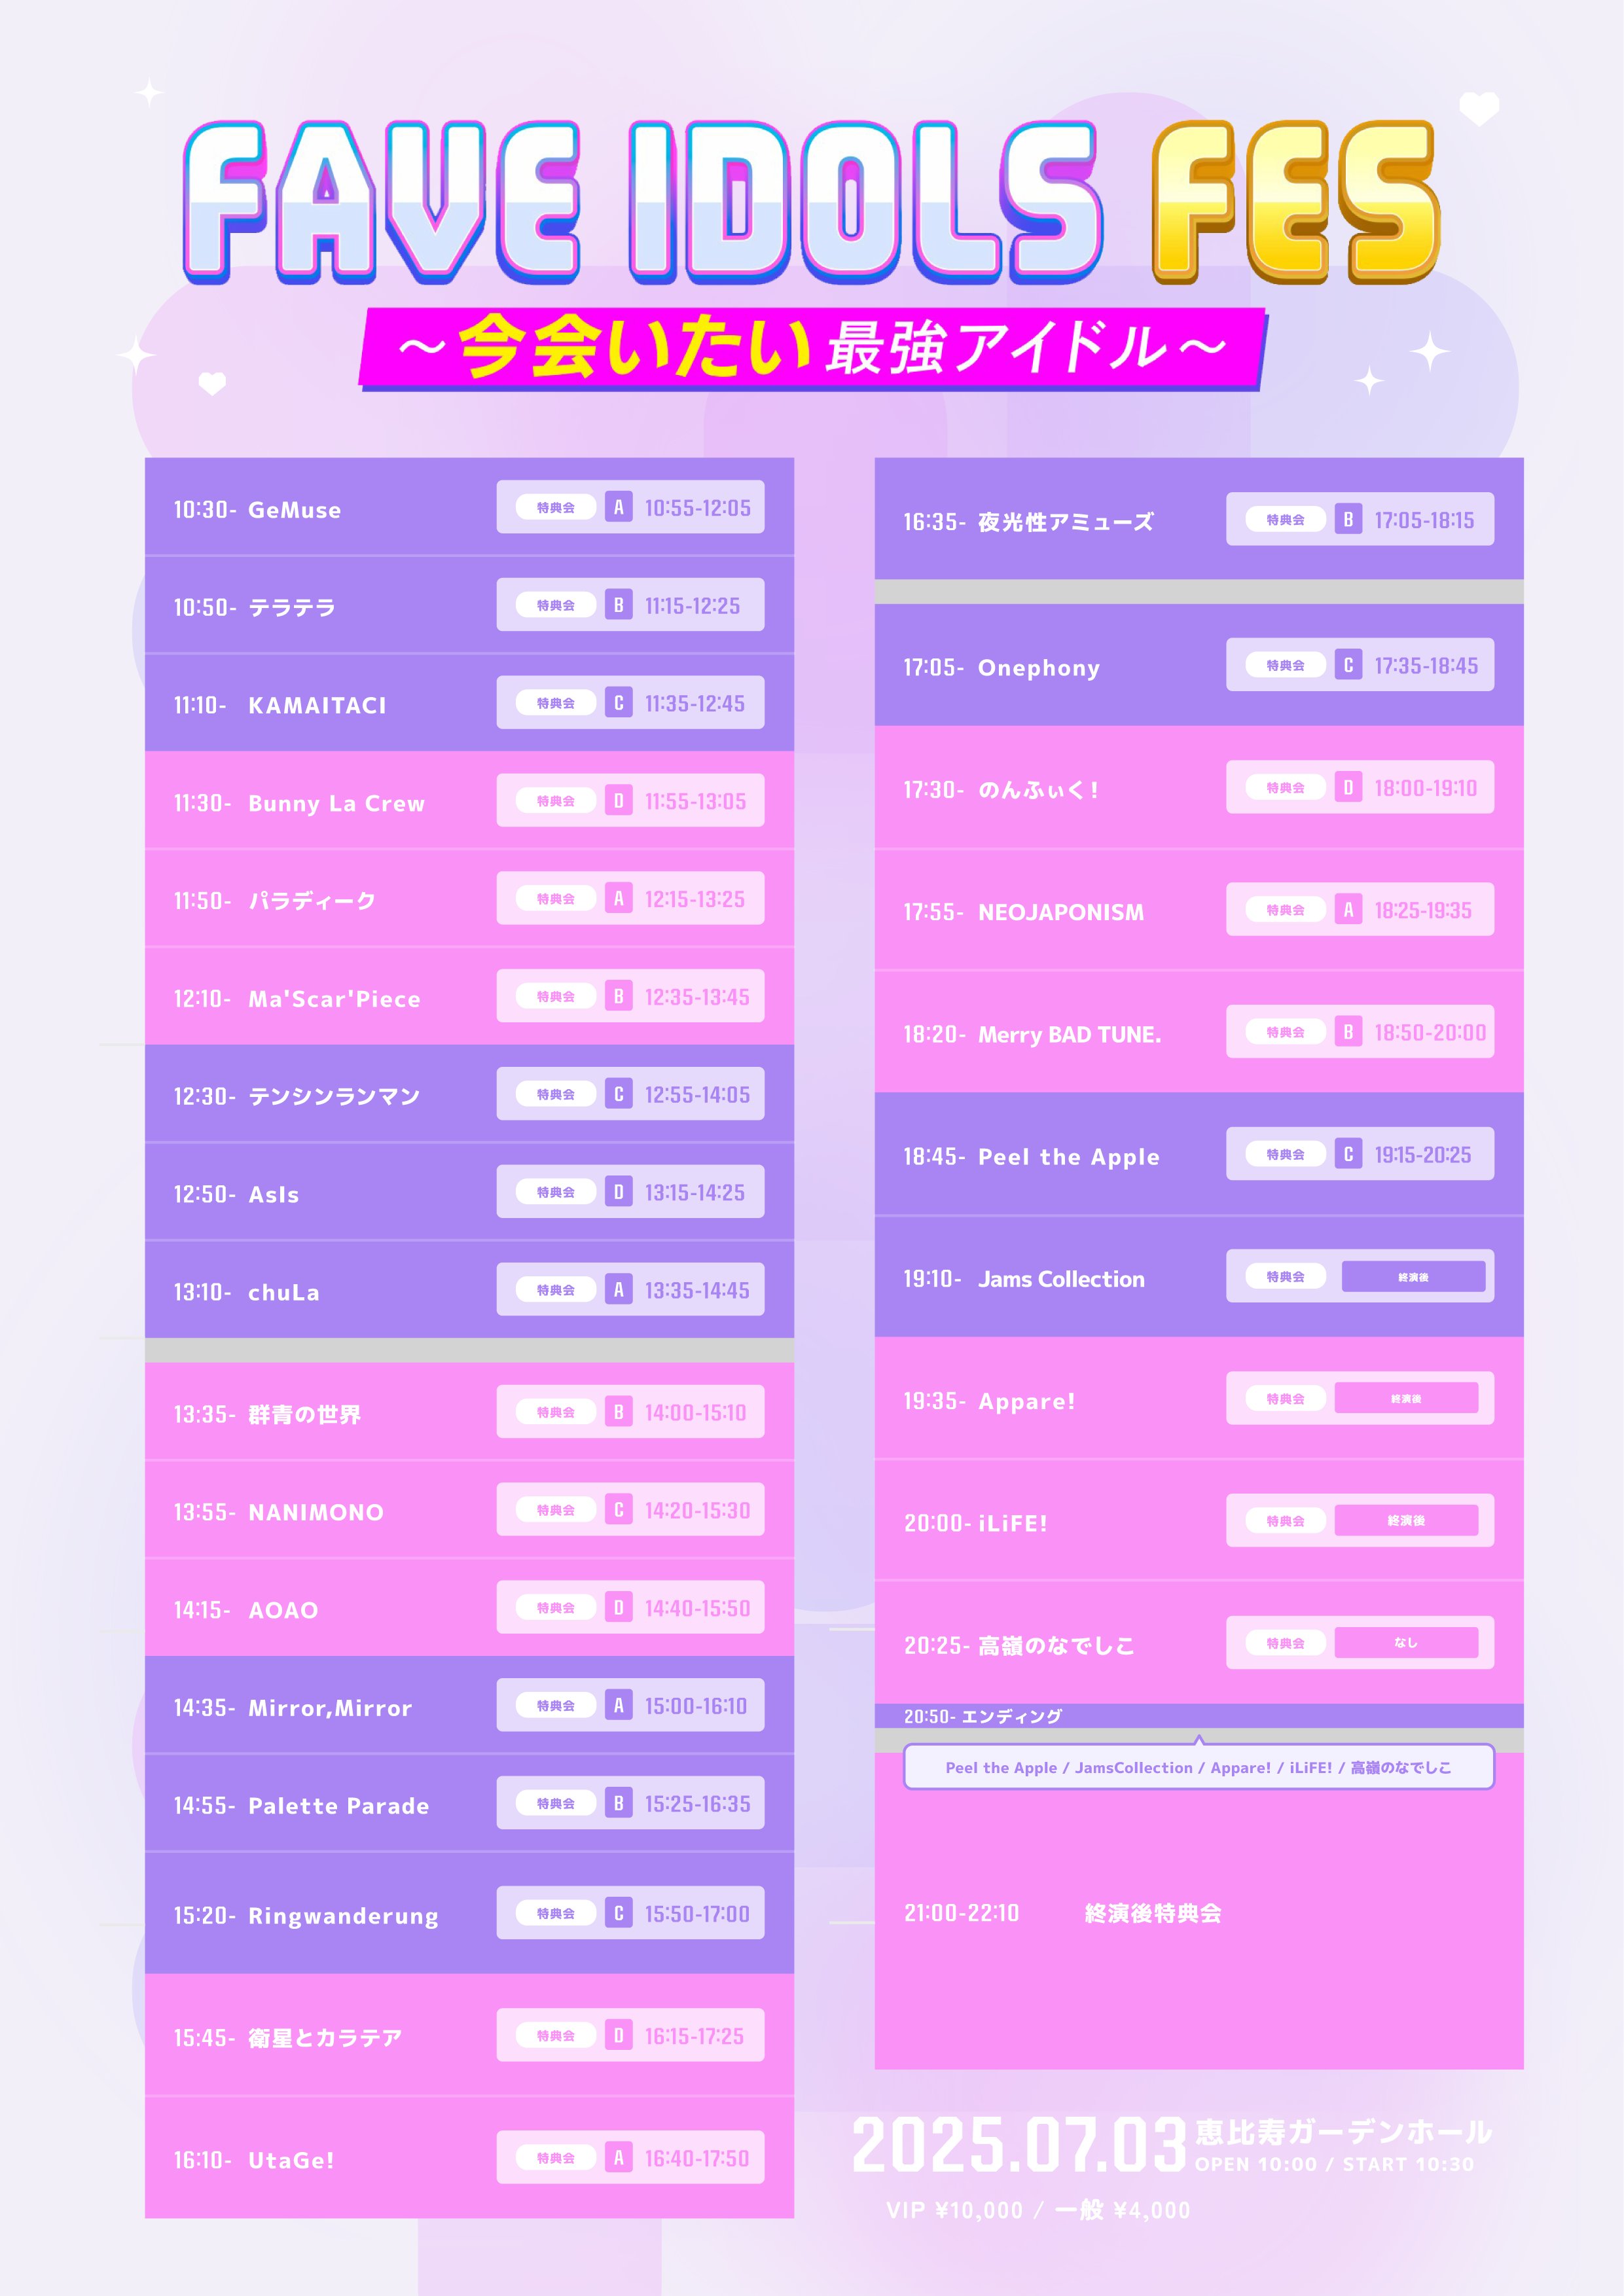 FAVE IDOLS FES
～今会いたい最強アイドル～
10:30- GeMuse 特典会 A 10:55-12:05
10:50- テラテラ 特典会 B 11:15-12:25
11:10- KAMAITACI 特典会 C 11:35-12:45
11:30- Bunny La Crew 特典会 D 11:55-13:05
11:50- パラディーク 特典会 A 12:15-13:25
12:10- Ma'Scar'Piece 特典会 B 12:35-13:45
12:30- テンシンランマン 特典会 C 12:55-14:05
12:50- AsIs 特典会 D 13:15-14:25
13:10- chuLa 特典会 A 13:35-14:45
13:35- 群青の世界 特典会 B 14:00-15:10
13:55- NANIMONO 特典会 C 14:20-15:30
14:15- AOAO 特典会 D 14:40-15:50
14:35- Mirror,Mirror 特典会 A 15:00-16:10
14:55- Palette Parade 特典会 B 15:25-16:35
15:20- Ringwanderung 特典会 C 15:50-17:00
15:45- 衛星とカラテア 特典会 D 16:15-17:25
16:10- UtaGe! 特典会 A 16:40-17:50
16:35- 夜光性アミューズ 特典会 B 17:05-18:15
17:05- Onephony 特典会 C 17:35-18:45
17:30- のんふぃく！ 特典会 D 18:00-19:10
17:55- NEOJAPONISM 特典会 A 18:25-19:35
18:20- Merry BAD TUNE. 特典会 B 18:50-20:00
18:45- Peel the Apple 特典会 C 19:15-20:25
19:10- Jams Collection 特典会 終演後
19:35- Appare! 特典会 終演後
20:00- iLiFE! 特典会 終演後
20:25- 高嶺のなでしこ 特典会 なし
20:50- エンディング
Peel the Apple / JamsCollection / Appare! / iLiFE! / 高嶺のなでしこ
21:00-22:10 終演後特典会
2025.07.03 恵比寿ガーデンホール
OPEN 10:00 / START 10:30
VIP ¥10,000 / 一般 ¥4,000